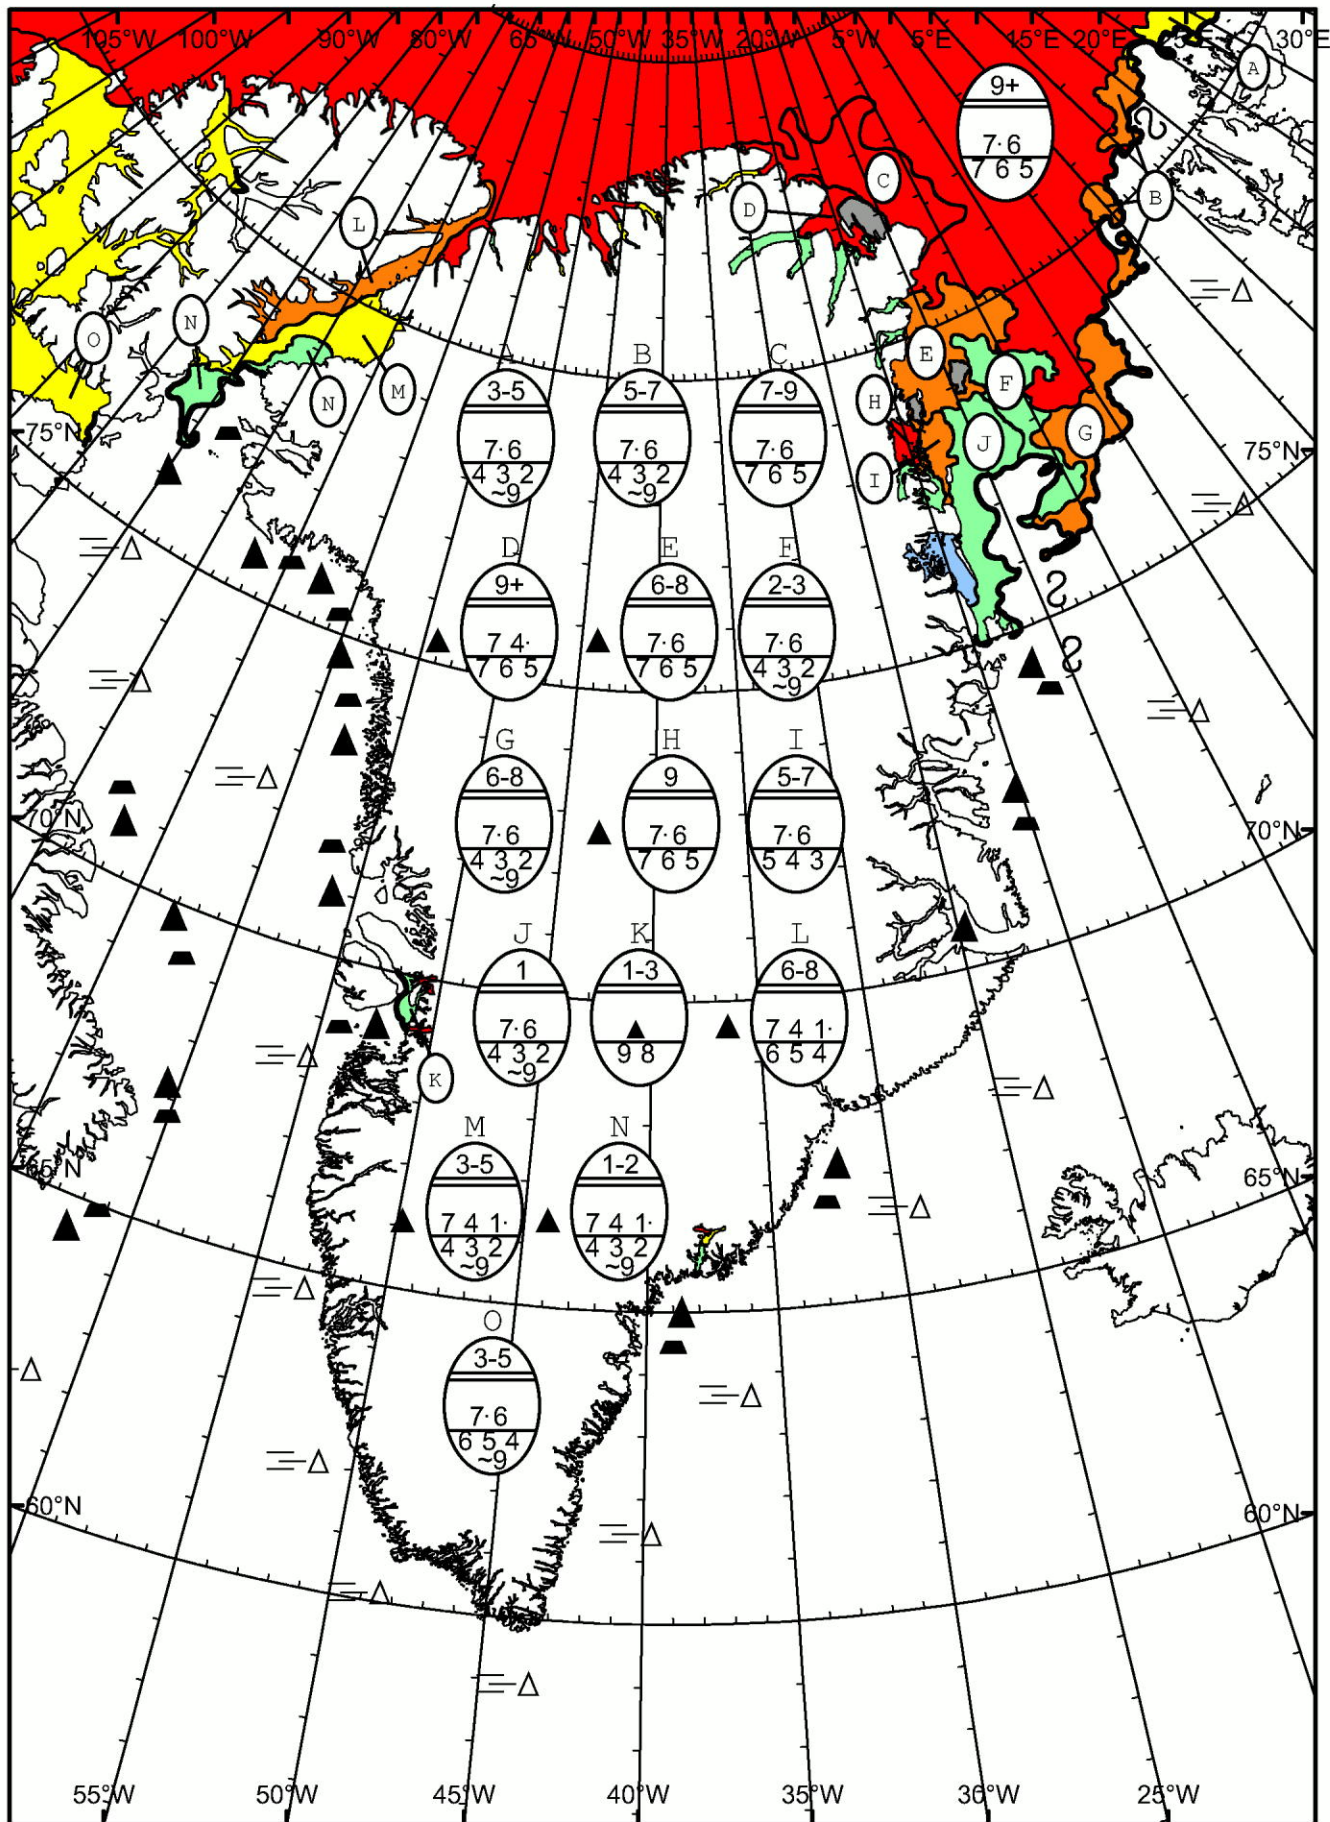 105°W 100°W 90°W 80°W 65°W 50°W 35°W 20°W 5°W 5°E 15°E 20°E 30°E
A
9+
7·6
7 6 5
C
B
D
L
N
O
E
M
N
H
F
G
J
I
75°N 75°N
A B C
3-5 5-7 7-9
7·6 7·6 7·6
4 3 2 4 3 2 7 6 5
~9 ~9
D E F
9+ 6-8 2-3
7 4· 7·6 7·6
7 6 5 7 6 5 4 3 2
~9
G H I
6-8 9 5-7
7·6 7·6 7·6
4 3 2 7 6 5 5 4 3
~9
70°N 70°N
J K L
1 1-3 6-8
7·6 7 4 1·
4 3 2 9 8 6 5 4
~9
K
M N
3-5 1-2
7 4 1· 7 4 1·
4 3 2 4 3 2
~9 ~9
65°N 65°N
O
3-5
7·6
6 5 4
~9
60°N 60°N
55°W 50°W 45°W 40°W 35°W 30°W 25°W